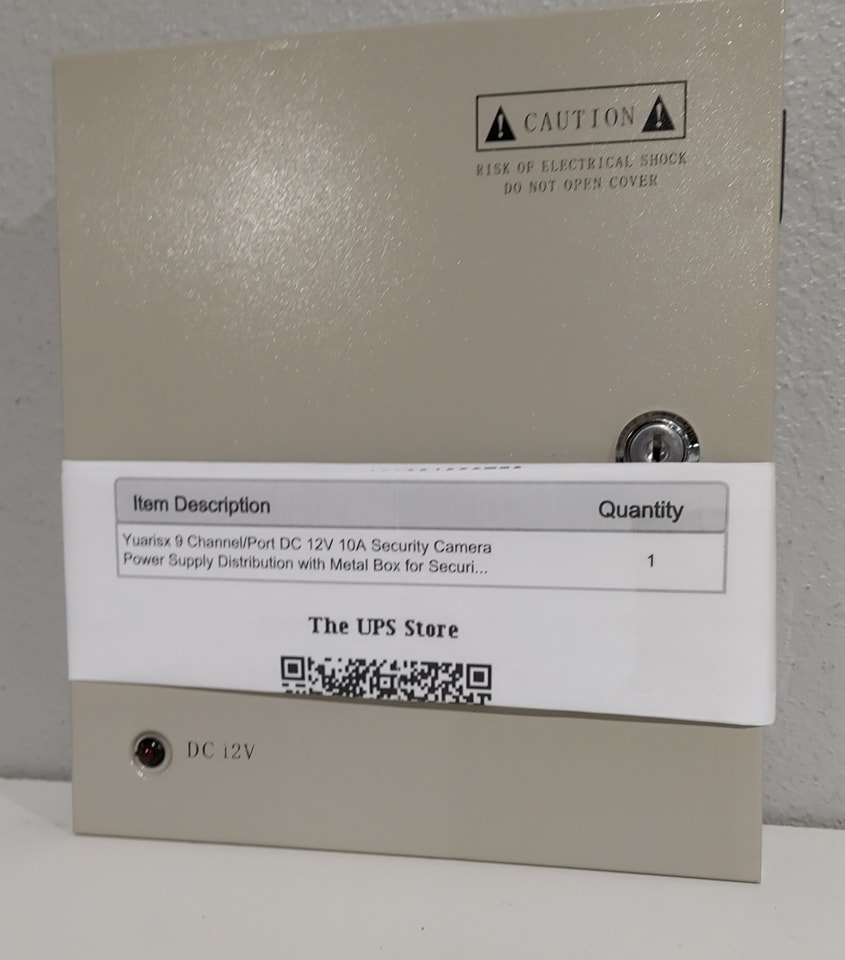 CAUTION
RISK OF ELECTRICAL SHOCK
DO NOT OPEN COVER
Item Description Quantity
Yuarisx 9 Channel/Port DC 12V 10A Security Camera
Power Supply Distribution with Metal Box for Securi... 1
The UPS Store
DC i2V